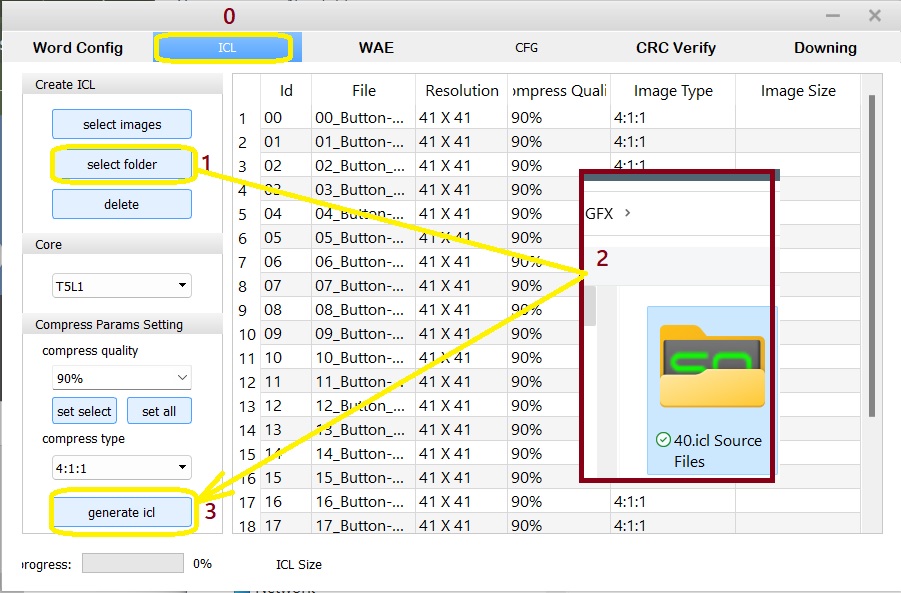 0
Word Config ICL WAE CFG CRC Verify Downing
Create ICL
select images
select folder 1
delete
Core
T5L1
Compress Params Setting
compress quality
90%
set select set all
compress type
4:1:1
generate icl 3
rogress: 0% ICL Size
Id File Resolution ompress Quali Image Type Image Size
1 00 00_Button-... 41 X 41 90% 4:1:1
2 01 01_Button-... 41 X 41 90% 4:1:1
3 02 02_Button_... 41 X 41 90% 4:1:1
4 03 03_Button_... 41 X 41 90%
5 04 04_Button-... 41 X 41 90%
6 05 05_Button-... 41 X 41 90%
7 06 06_Button-... 41 X 41 90%
8 07 07_Button-... 41 X 41 90%
9 08 08_Button-... 41 X 41 90%
10 09 09_Button-... 41 X 41 90%
11 10 10_Button-... 41 X 41 90%
12 11 11_Button-... 41 X 41 90%
13 12 12_Button_... 41 X 41 90%
14 13 13_Button-... 41 X 41 90%
15 14 14_Button-... 41 X 41 90%
16 15 15_Button-... 41 X 41 90%
17 16 16_Button-... 41 X 41 90% 4:1:1
18 17 17_Button-... 41 X 41 90% 4:1:1
GFX >
2
40.icl Source
Files